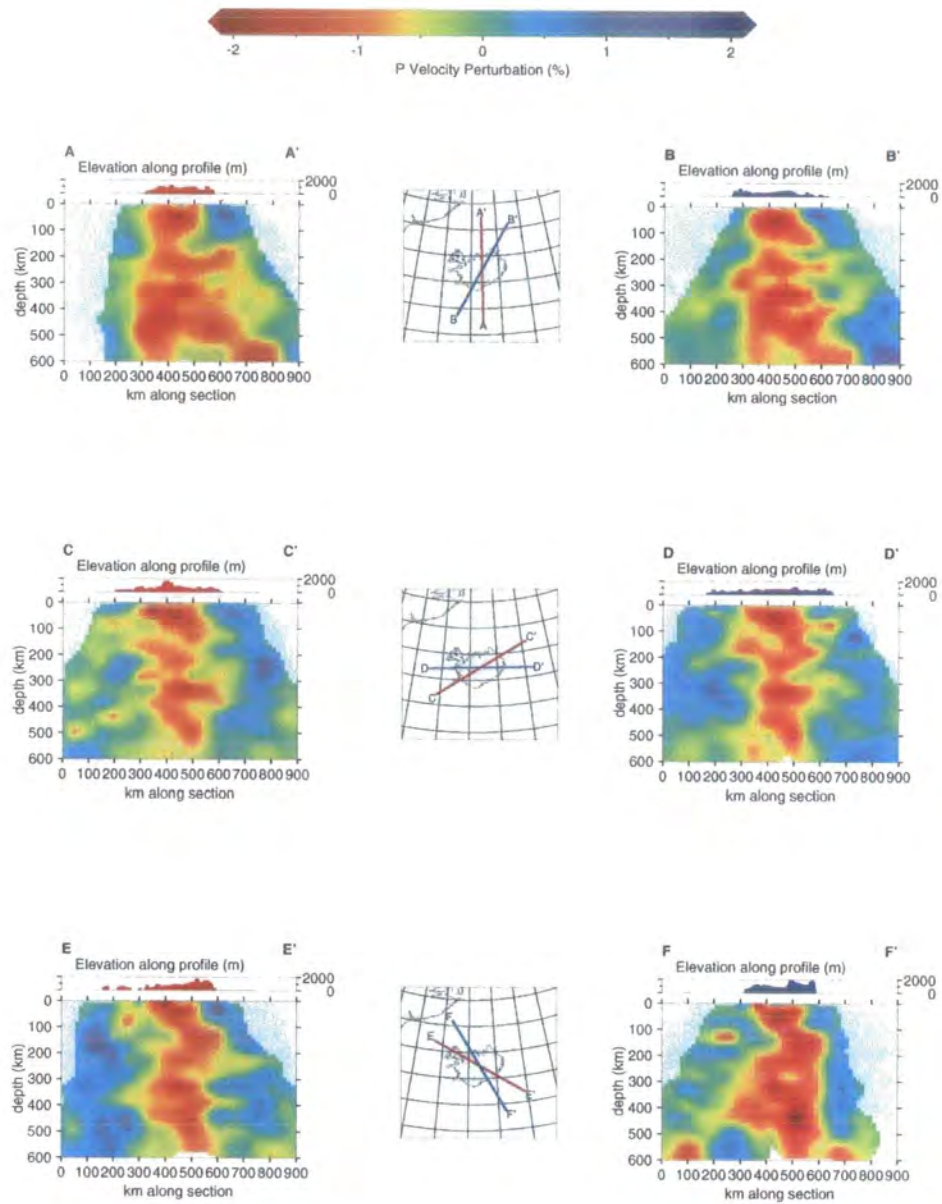 -2 -1 0 1 2
P Velocity Perturbation (%)
A A'
Elevation along profile (m)
2000
0
0
100
200
300
400
500
600
depth (km)
0 100 200 300 400 500 600 700 800 900
km along section
A'
B'
B
A
B B'
Elevation along profile (m)
2000
0
0
100
200
300
400
500
600
depth (km)
0 100 200 300 400 500 600 700 800 900
km along section
C C'
Elevation along profile (m)
2000
0
0
100
200
300
400
500
600
depth (km)
0 100 200 300 400 500 600 700 800 900
km along section
C'
D D'
C
D D'
Elevation along profile (m)
2000
0
0
100
200
300
400
500
600
depth (km)
0 100 200 300 400 500 600 700 800 900
km along section
E E'
Elevation along profile (m)
2000
0
0
100
200
300
400
500
600
depth (km)
0 100 200 300 400 500 600 700 800 900
km along section
F
E
E'
F'
F F'
Elevation along profile (m)
2000
0
0
100
200
300
400
500
600
depth (km)
0 100 200 300 400 500 600 700 800 900
km along section